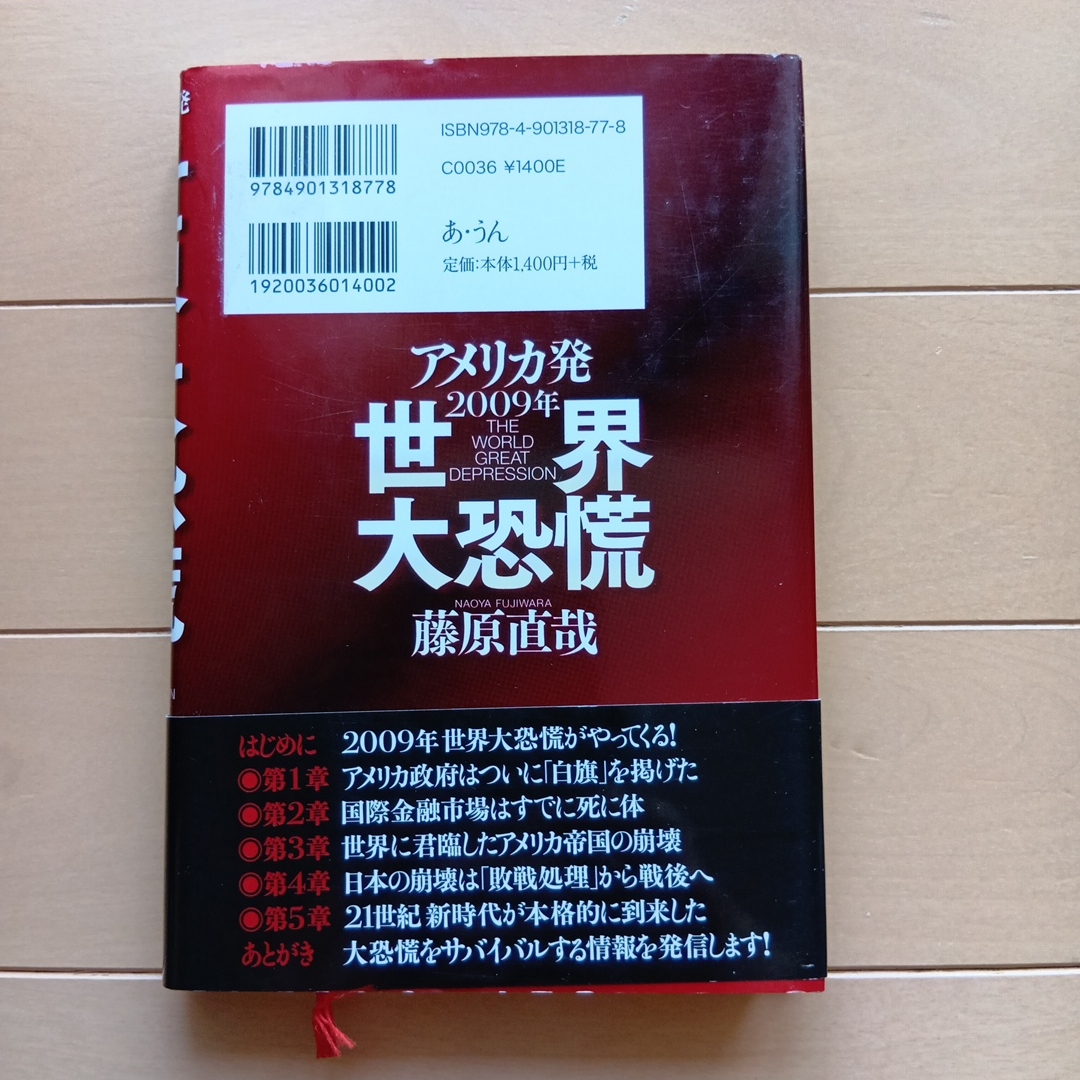 ISBN978-4-901318-77-8
C0036 ¥1400E
9784901318778
あ・うん
定価:本体1,400円+税
1920036014002
アメリカ発
2009年
世界
THE
WORLD
GREAT
DEPRESSION
大恐慌
NAOYA FUJIWARA
藤原直哉
はじめに 2009年 世界大恐慌がやってくる!
◉第1章 アメリカ政府はついに「白旗」を掲げた
◉第2章 国際金融市場はすでに死に体
◉第3章 世界に君臨したアメリカ帝国の崩壊
◉第4章 日本の崩壊は「敗戦処理」から戦後へ
◉第5章 21世紀 新時代が本格的に到来した
あとがき 大恐慌をサバイバルする情報を発信します!
発
N